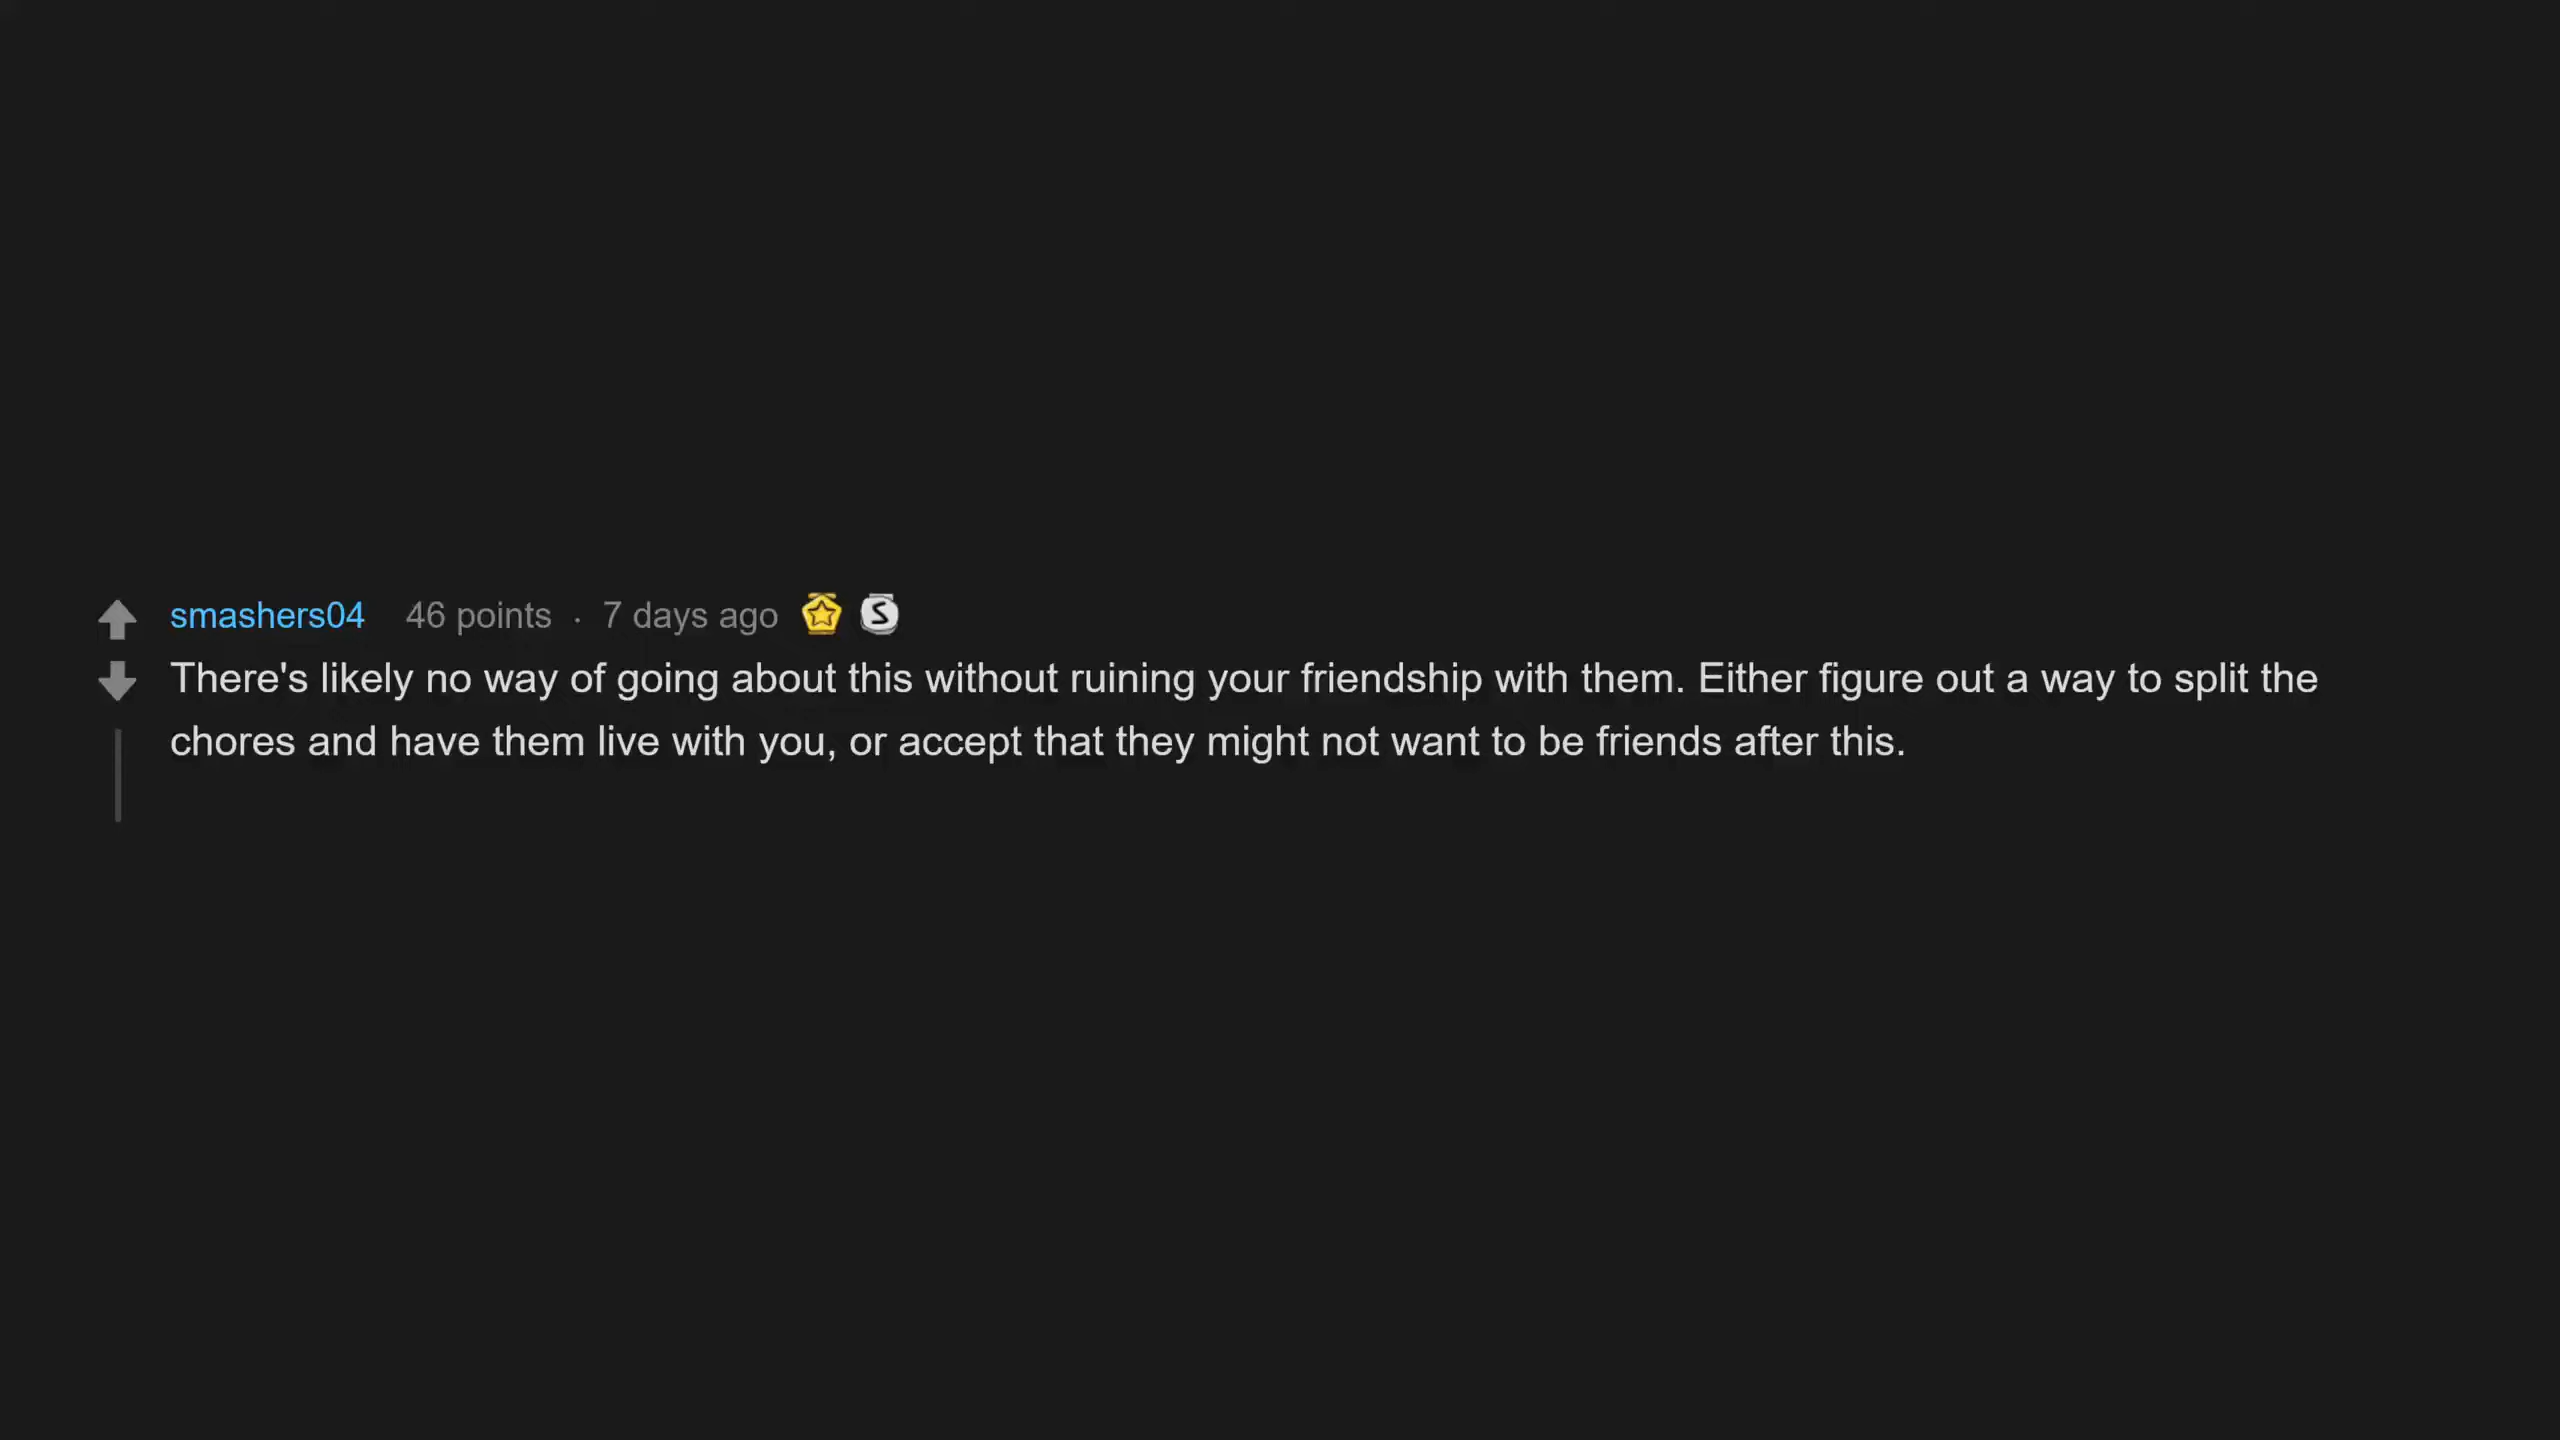 smashers04 46 points · 7 days ago
There's likely no way of going about this without ruining your friendship with them. Either figure out a way to split the
chores and have them live with you, or accept that they might not want to be friends after this.